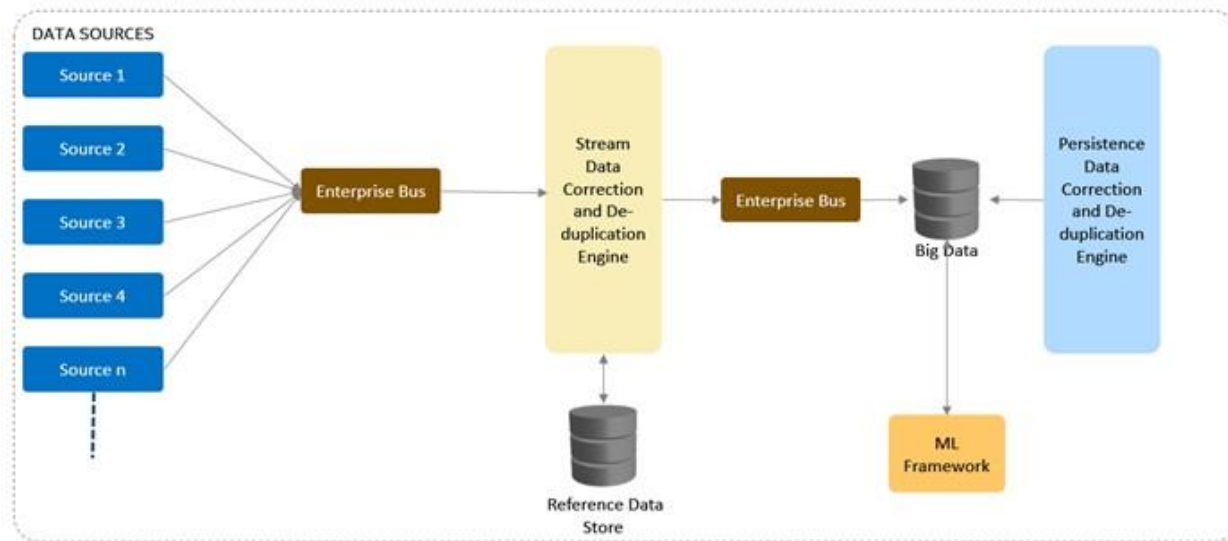 DATA SOURCES
Source 1
Source 2
Source 3
Source 4
Source n
Enterprise Bus
Stream
Data
Correction
and De-
duplication
Engine
Reference Data
Store
Enterprise Bus
Big Data
Persistence
Data
Correction
and De-
duplication
Engine
ML
Framework